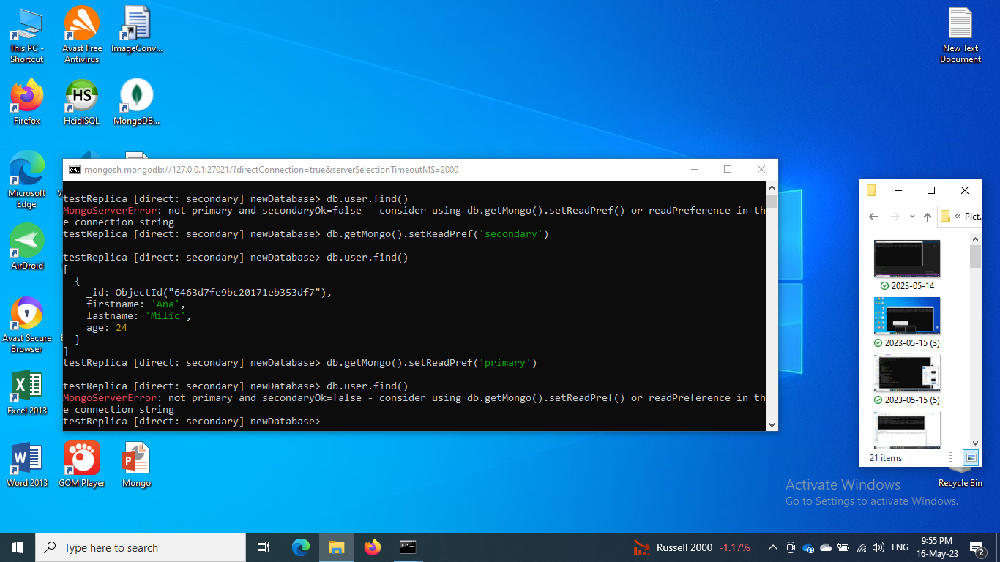 This PC -
Shortcut
Avast Free
Antivirus
ImageConv...
New Text
Document
Firefox
HS
HeidiSQL
MongoDB...
Microsoft
Edge
mongosh mongodb://127.0.0.1:27021/?directConnection=true&serverSelectionTimeoutMS=2000
testReplica [direct: secondary] newDatabase> db.user.find()
MongoServerError: not primary and secondaryOk=false - consider using db.getMongo().setReadPref() or readPreference in th
e connection string
testReplica [direct: secondary] newDatabase> db.getMongo().setReadPref('secondary')
testReplica [direct: secondary] newDatabase> db.user.find()
[
{
_id: ObjectId("6463d7fe9bc20171eb353df7"),
firstname: 'Ana',
lastname: 'Milic',
age: 24
}
]
testReplica [direct: secondary] newDatabase> db.getMongo().setReadPref('primary')
testReplica [direct: secondary] newDatabase> db.user.find()
MongoServerError: not primary and secondaryOk=false - consider using db.getMongo().setReadPref() or readPreference in th
e connection string
testReplica [direct: secondary] newDatabase>
« Pict.
2023-05-14
2023-05-15 (3)
2023-05-15 (5)
21 items
AirDroid
Avast Secure
Browser
Excel 2013
Word 2013
GOM Player
Mongo
Recycle Bin
Activate Windows
Go to Settings to activate Windows.
Type here to search
Russell 2000 -1.17%
ENG
9:55 PM
16-May-23
2